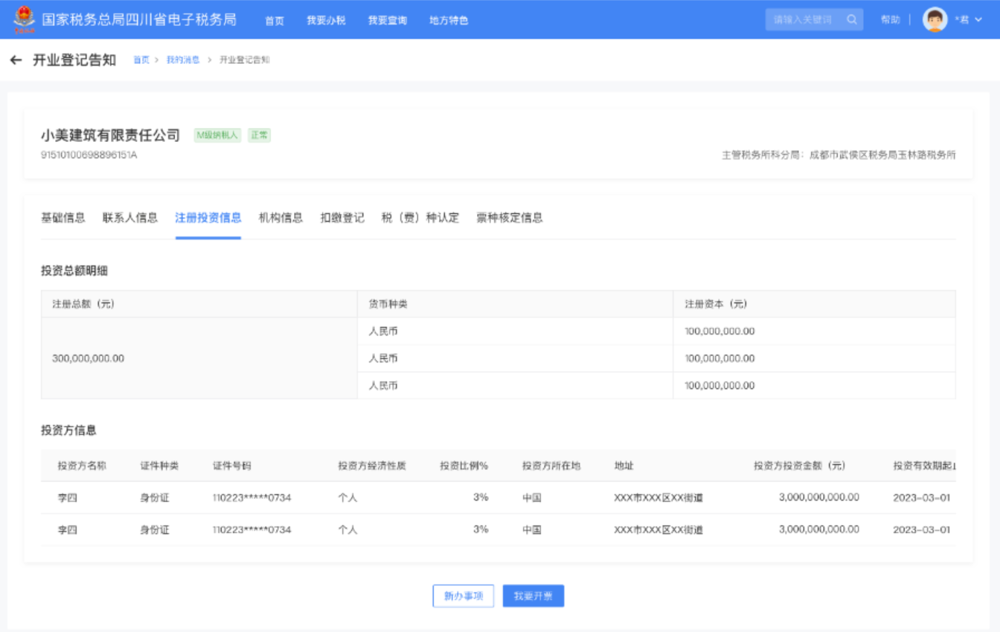 国家税务总局四川省电子税务局 首页 我要办税 我要查询 地方特色 请输入关键词 帮助 *君
开业登记告知 首页 > 我的消息 > 开业登记告知
小美建筑有限责任公司 M级纳税人 正常
91510100698896151A 主管税务所科分局：成都市武侯区税务局玉林路税务所
基础信息 联系人信息 注册投资信息 机构信息 扣缴登记 税（费）种认定 票种核定信息
投资总额明细
注册总额（元） 货币种类 注册资本（元）
人民币 100,000,000.00
300,000,000.00 人民币 100,000,000.00
人民币 100,000,000.00
投资方信息
投资方名称 证件种类 证件号码 投资方经济性质 投资比例% 投资方所在地 地址 投资方投资金额（元） 投资有效期起
李四 身份证 110223*****0734 个人 3% 中国 XXX市XXX区XX街道 3,000,000,000.00 2023-03-01
李四 身份证 110223*****0734 个人 3% 中国 XXX市XXX区XX街道 3,000,000,000.00 2023-03-01
新办事项 我要开票